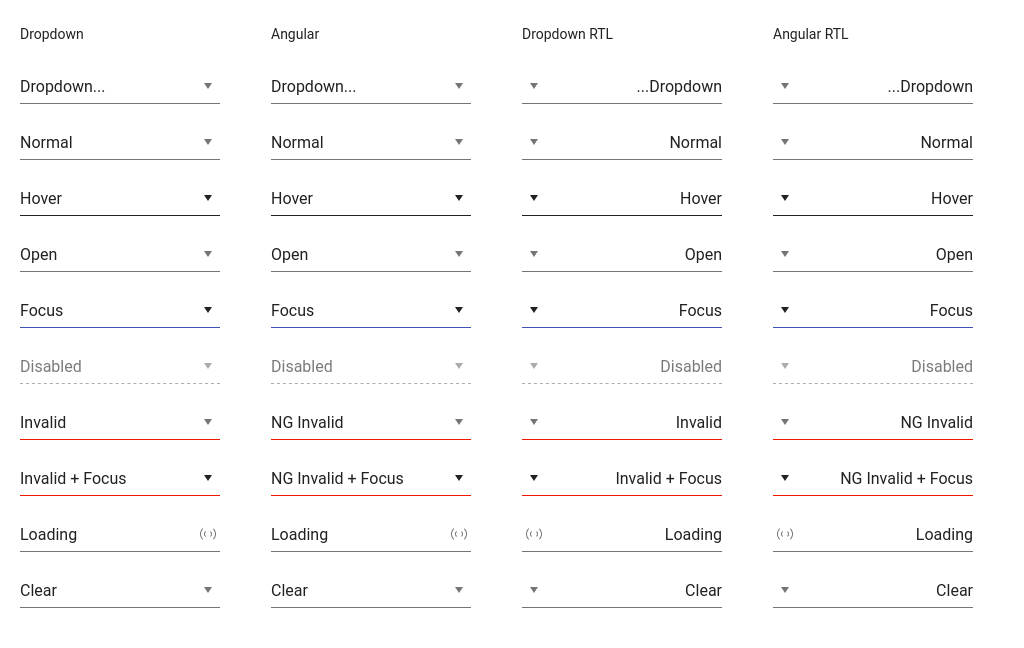 Dropdown Angular Dropdown RTL Angular RTL
Dropdown... Dropdown... ...Dropdown ...Dropdown
Normal Normal Normal Normal
Hover Hover Hover Hover
Open Open Open Open
Focus Focus Focus Focus
Disabled Disabled Disabled Disabled
Invalid NG Invalid Invalid NG Invalid
Invalid + Focus NG Invalid + Focus Invalid + Focus NG Invalid + Focus
Loading Loading Loading Loading
Clear Clear Clear Clear